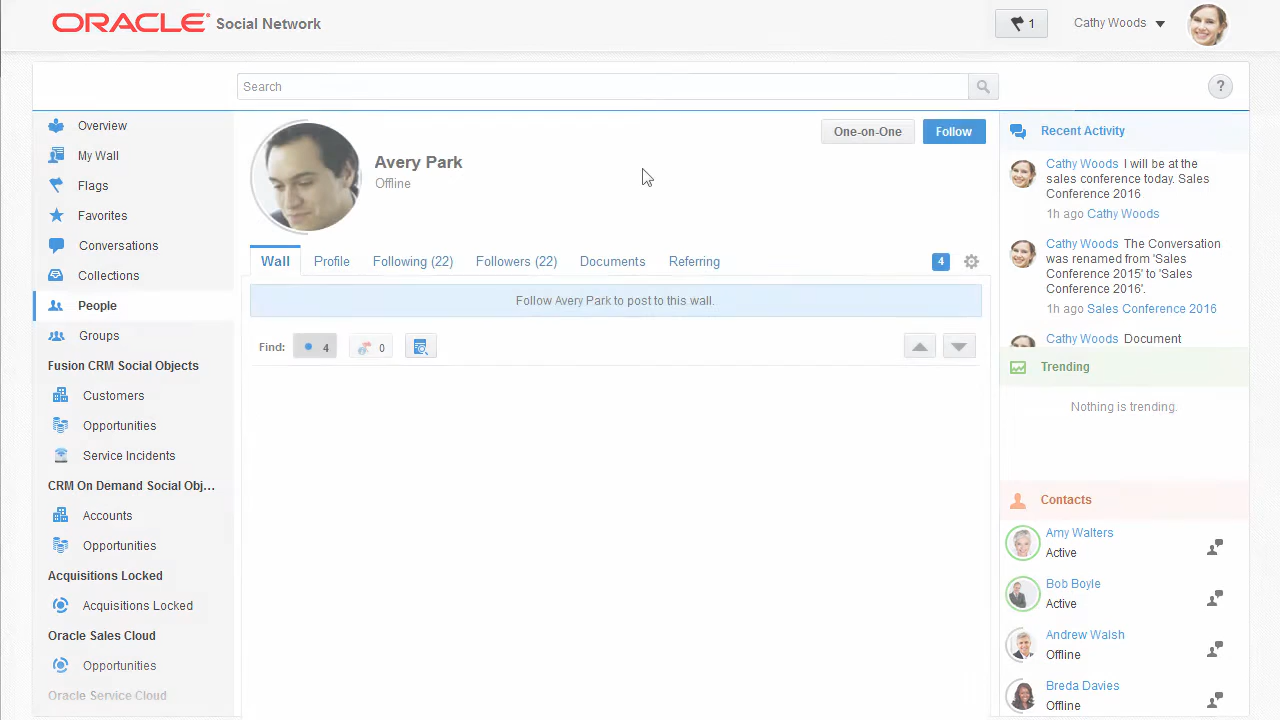 ORACLE Social Network
1
Cathy Woods
Search
?
Overview
My Wall
Flags
Favorites
Conversations
Collections
People
Groups
Fusion CRM Social Objects
Customers
Opportunities
Service Incidents
CRM On Demand Social Obj...
Accounts
Opportunities
Acquisitions Locked
Acquisitions Locked
Oracle Sales Cloud
Opportunities
Oracle Service Cloud
Avery Park
Offline
One-on-One
Follow
Wall
Profile
Following (22)
Followers (22)
Documents
Referring
4
Follow Avery Park to post to this wall.
Find:
4
0
Recent Activity
Cathy Woods I will be at the
sales conference today. Sales
Conference 2016
1h ago Cathy Woods
Cathy Woods The Conversation
was renamed from 'Sales
Conference 2015' to 'Sales
Conference 2016'.
1h ago Sales Conference 2016
Cathy Woods Document
Trending
Nothing is trending.
Contacts
Amy Walters
Active
Bob Boyle
Active
Andrew Walsh
Offline
Breda Davies
Offline